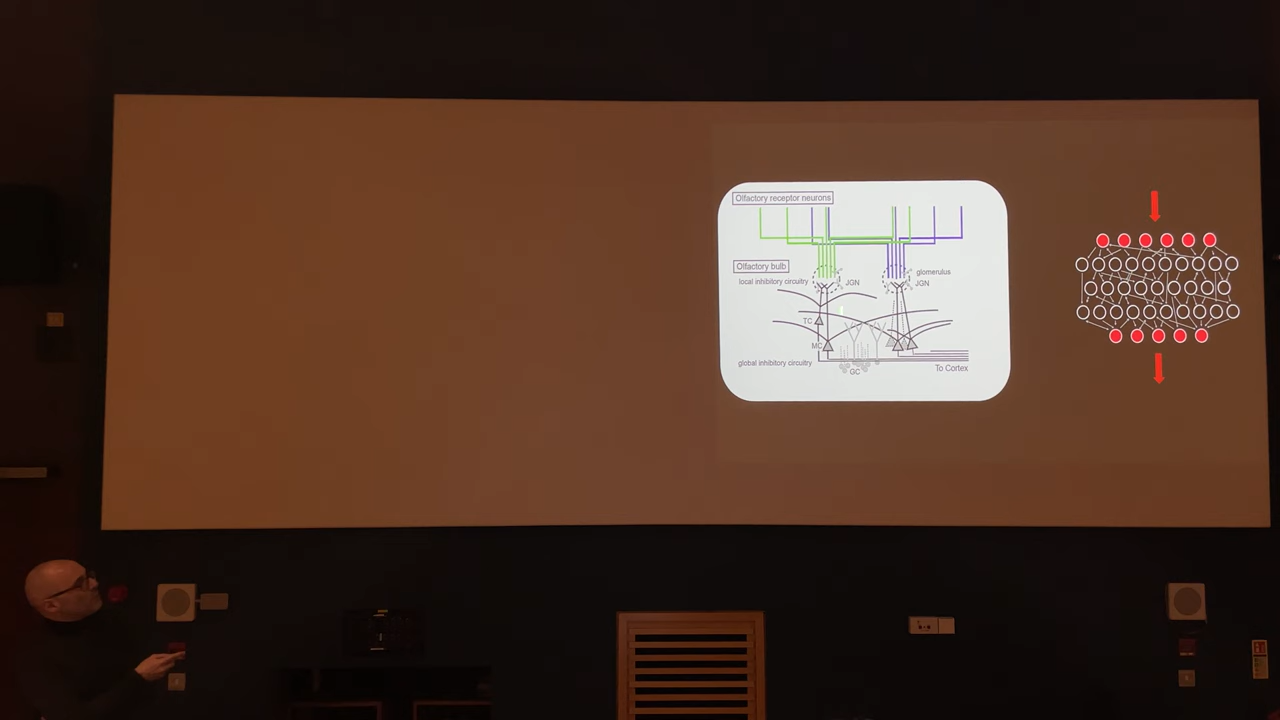 Olfactory receptor neurons
Olfactory bulb
glomerulus
local inhibitory circuitry
JGN
JGN
TC
MC
global inhibitory circuitry
GC
To Cortex